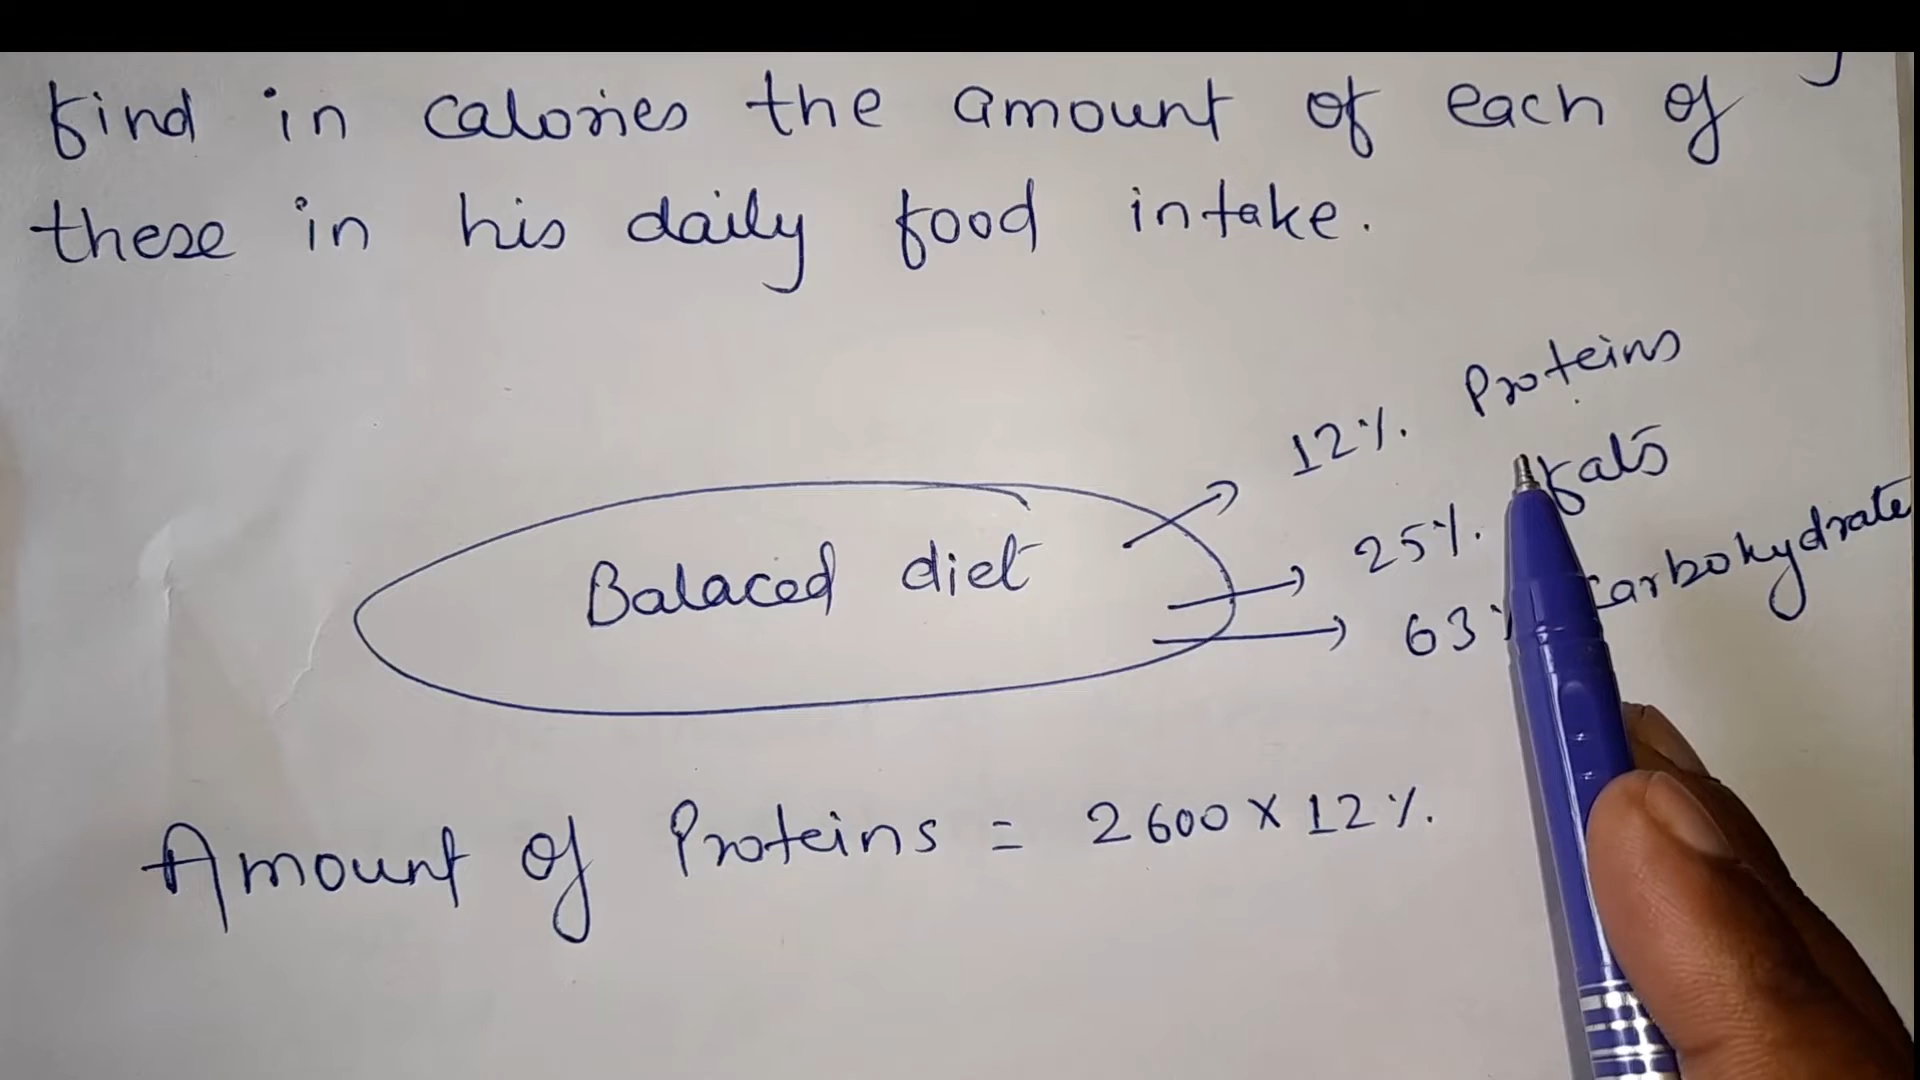 find in calories the amount of each of
these in his daily food intake.
12% Proteins
25% fats
63% carbohydrate
Balaced diet
Amount of Proteins = 2600 x 12%.